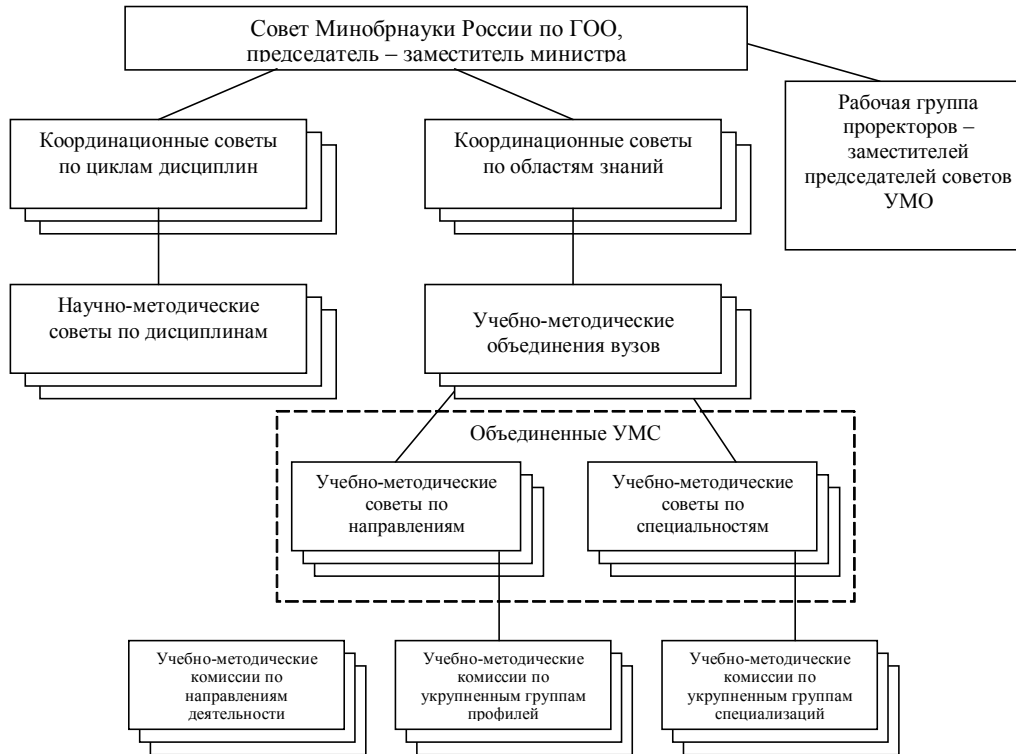 Совет Минобрнауки России по ГОО,
председатель – заместитель министра
Рабочая группа
проректоров –
заместителей
председателей советов
УМО
Координационные советы
по циклам дисциплин
Координационные советы
по областям знаний
Научно-методические
советы по дисциплинам
Учебно-методические
объединения вузов
Объединенные УМС
Учебно-методические
советы по
направлениям
Учебно-методические
советы по
специальностям
Учебно-методические
комиссии по
направлениям
деятельности
Учебно-методические
комиссии по
укрупненным группам
профилей
Учебно-методические
комиссии по
укрупненным группам
специализаций